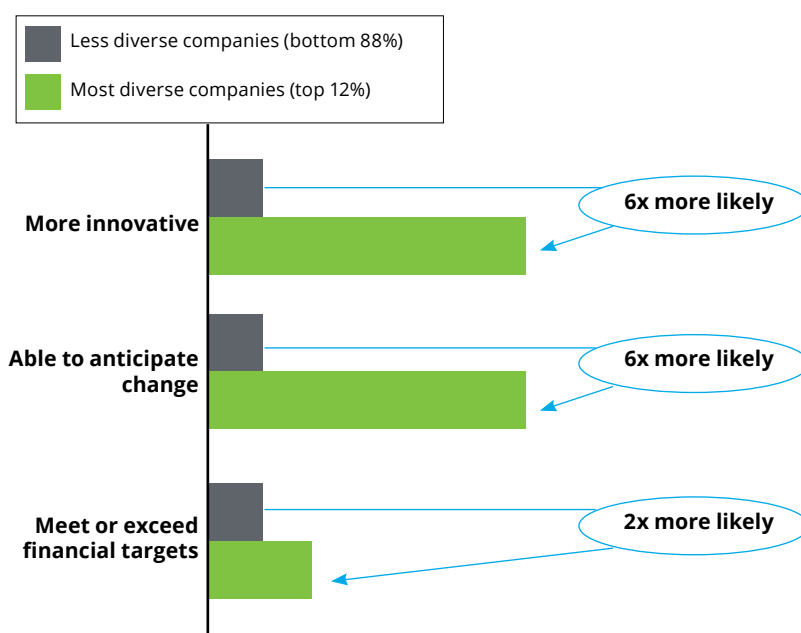 Less diverse companies (bottom 88%)
Most diverse companies (top 12%)
More innovative
6x more likely
Able to anticipate
change
6x more likely
Meet or exceed
financial targets
2x more likely